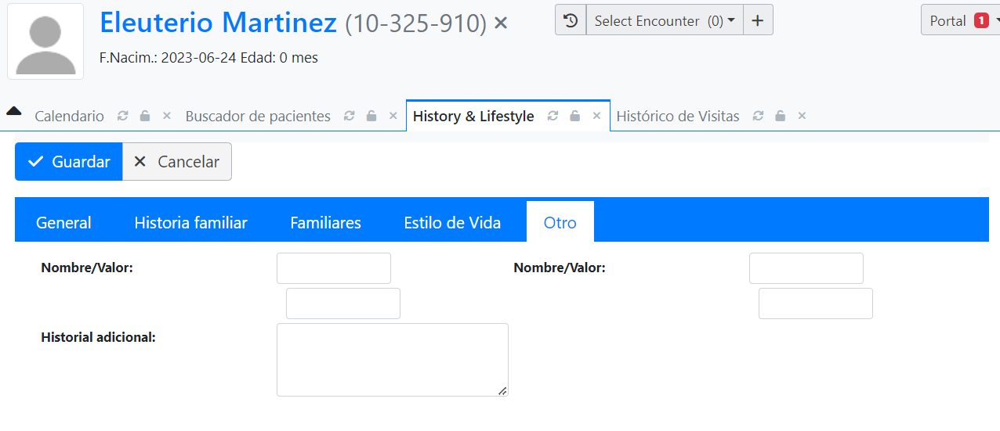 Eleuterio Martinez (10-325-910)
Select Encounter (0)
Portal 1
F.Nacim.: 2023-06-24 Edad: 0 mes
Calendario Buscador de pacientes History & Lifestyle Histórico de Visitas
Guardar Cancelar
General Historia familiar Familiares Estilo de Vida Otro
Nombre/Valor: Nombre/Valor:
Historial adicional: